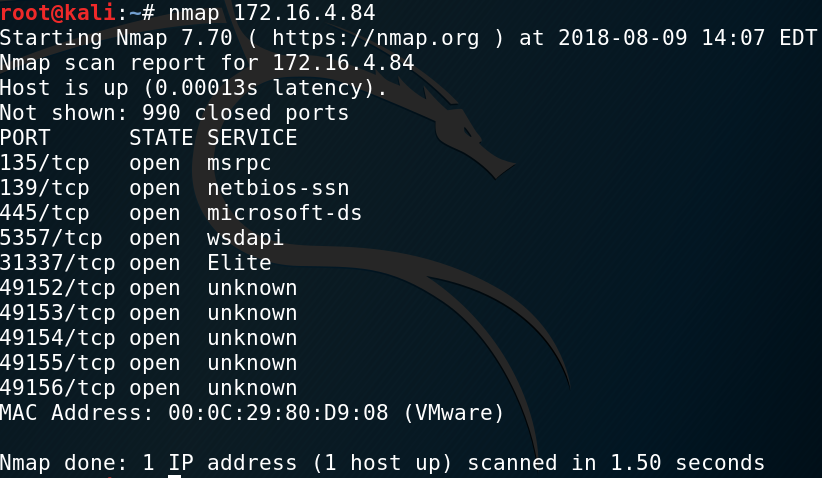 root@kali:~# nmap 172.16.4.84
Starting Nmap 7.70 ( https://nmap.org ) at 2018-08-09 14:07 EDT
Nmap scan report for 172.16.4.84
Host is up (0.00013s latency).
Not shown: 990 closed ports
PORT      STATE SERVICE
135/tcp   open  msrpc
139/tcp   open  netbios-ssn
445/tcp   open  microsoft-ds
5357/tcp  open  wsdapi
31337/tcp open  Elite
49152/tcp open  unknown
49153/tcp open  unknown
49154/tcp open  unknown
49155/tcp open  unknown
49156/tcp open  unknown
MAC Address: 00:0C:29:80:D9:08 (VMware)
Nmap done: 1 IP address (1 host up) scanned in 1.50 seconds